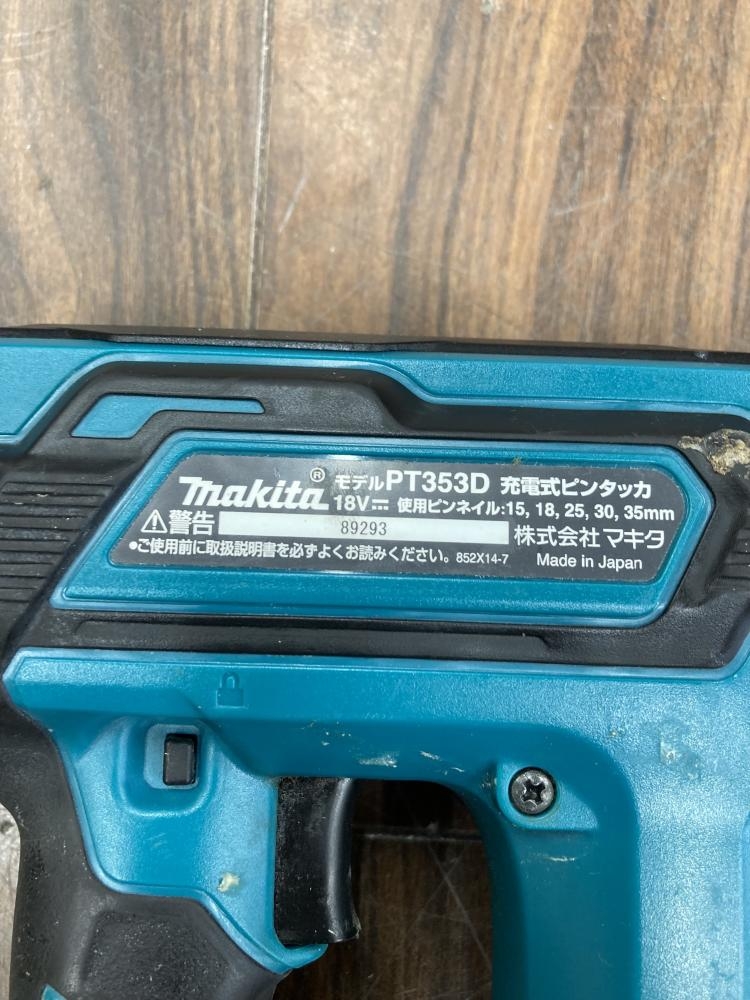 makita® モデルPT353D 充電式ピンタッカ
18V⎓ 使用ピンネイル:15, 18, 25, 30, 35mm
⚠警告 89293 株式会社マキタ
●ご使用前に取扱説明書を必ずよくお読みください。 852X14-7 Made in Japan